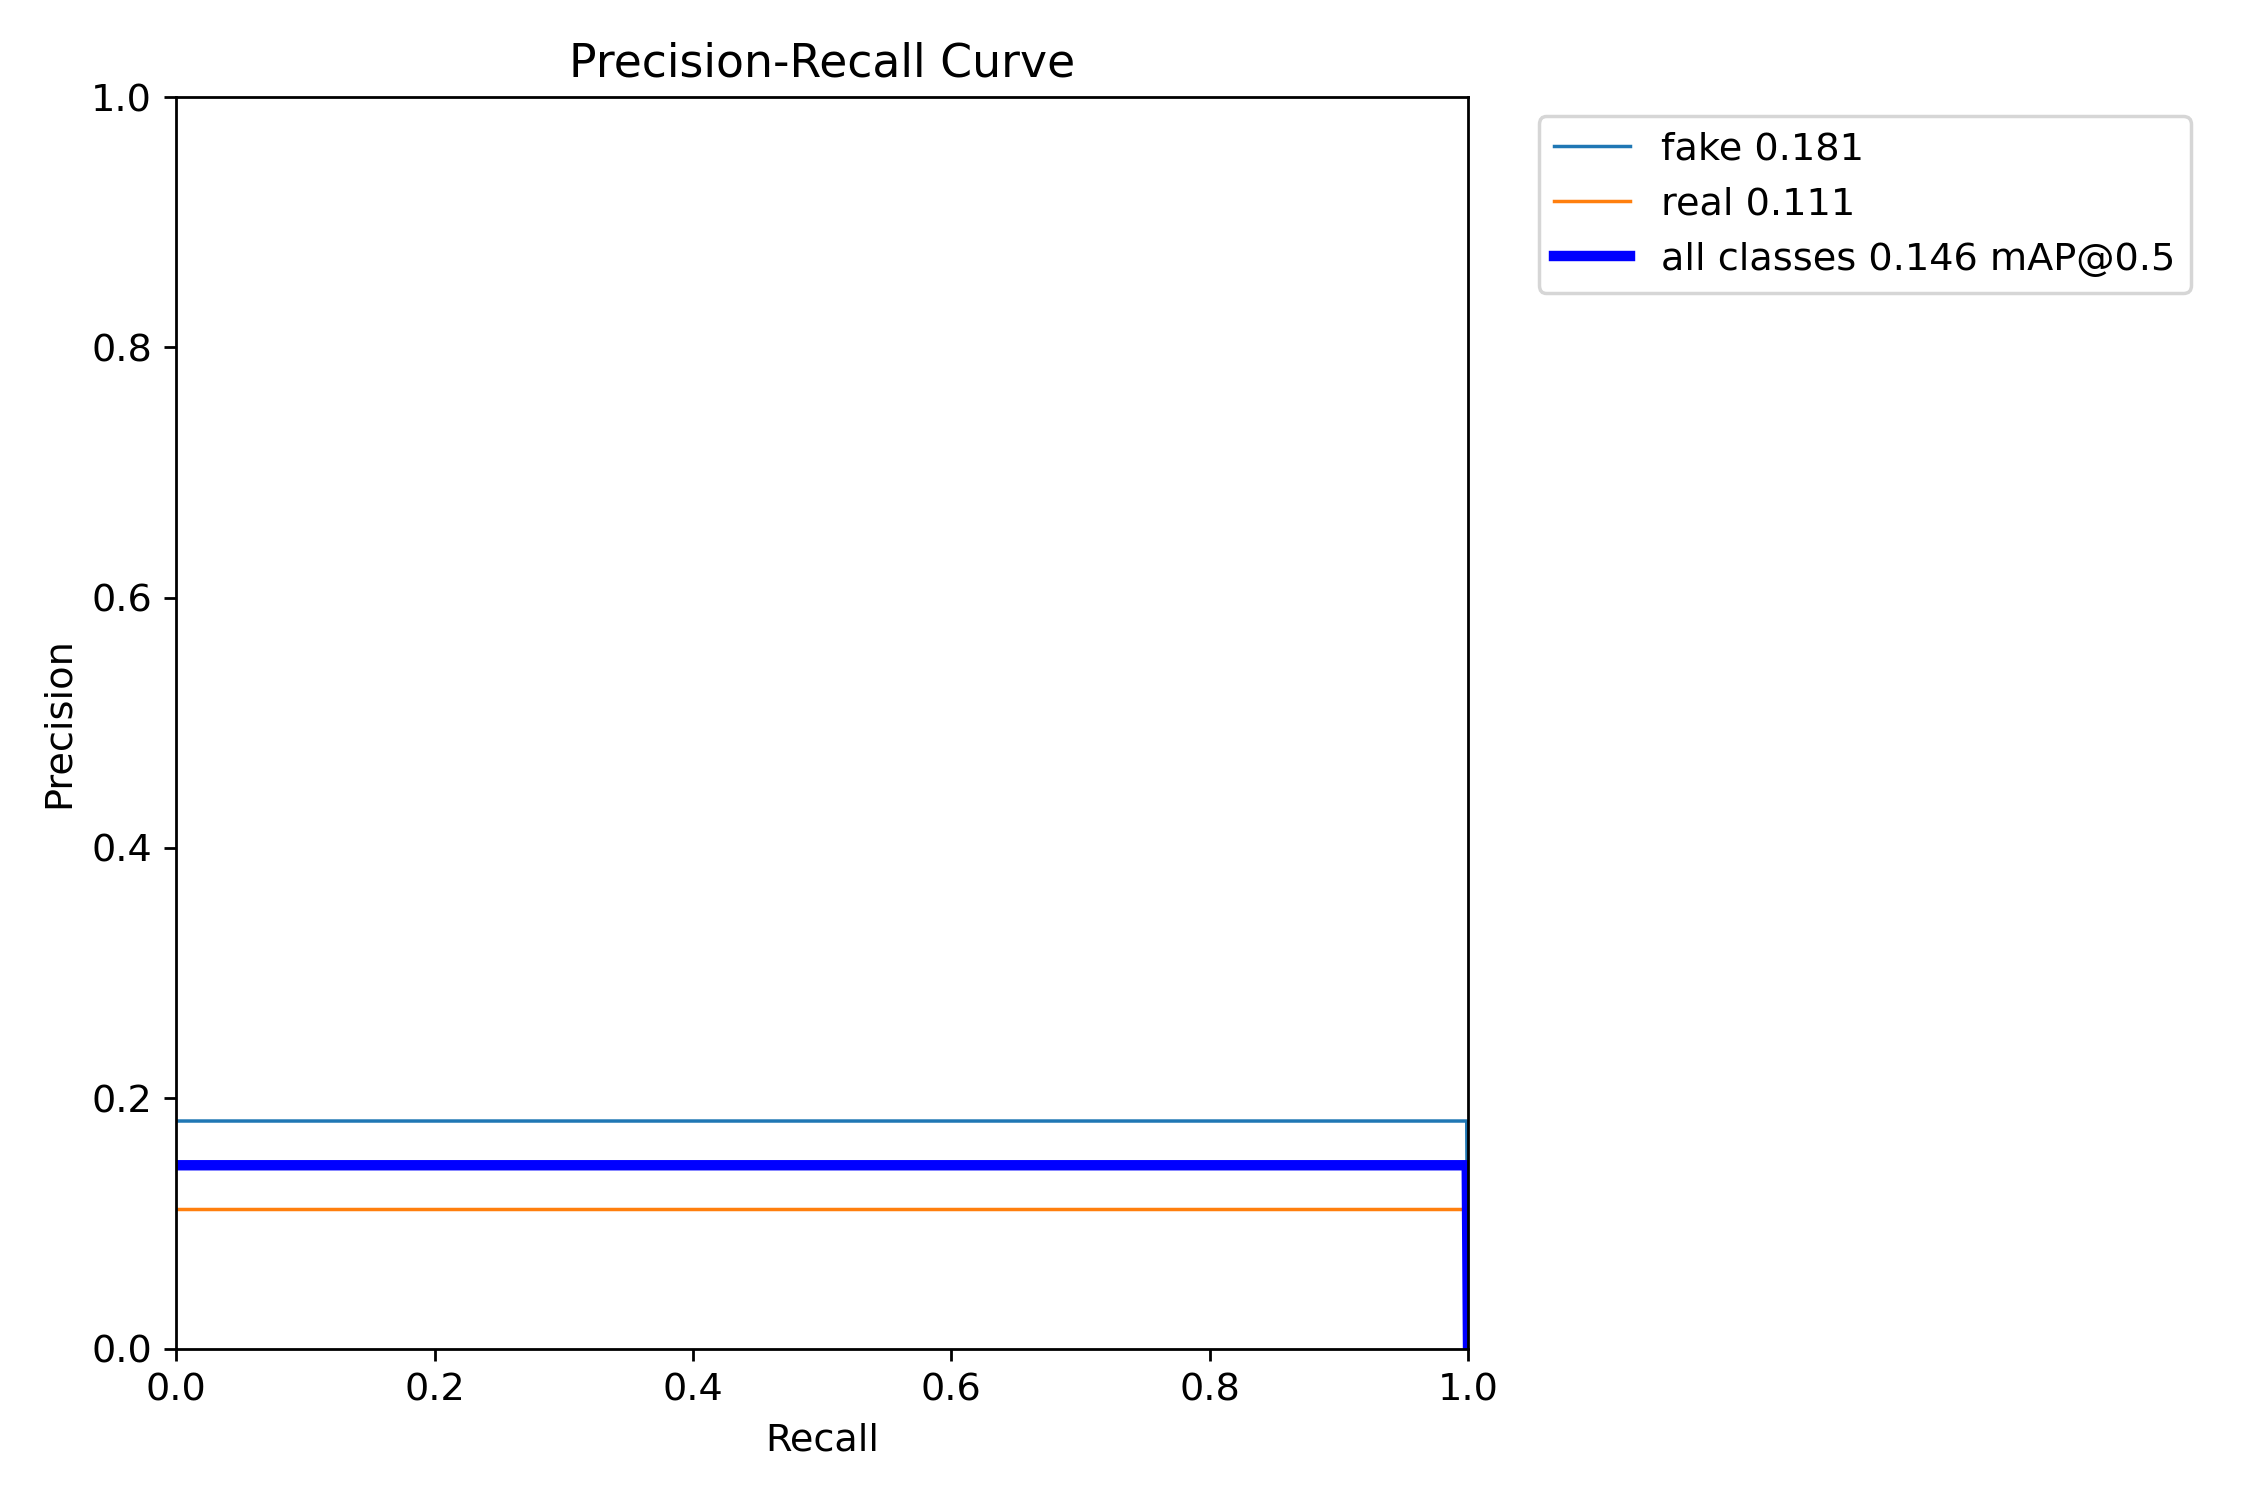 Precision-Recall Curve
1.0
0.8
0.6
0.4
0.2
0.0
Precision
0.0 0.2 0.4 0.6 0.8 1.0
Recall
fake 0.181
real 0.111
all classes 0.146 mAP@0.5